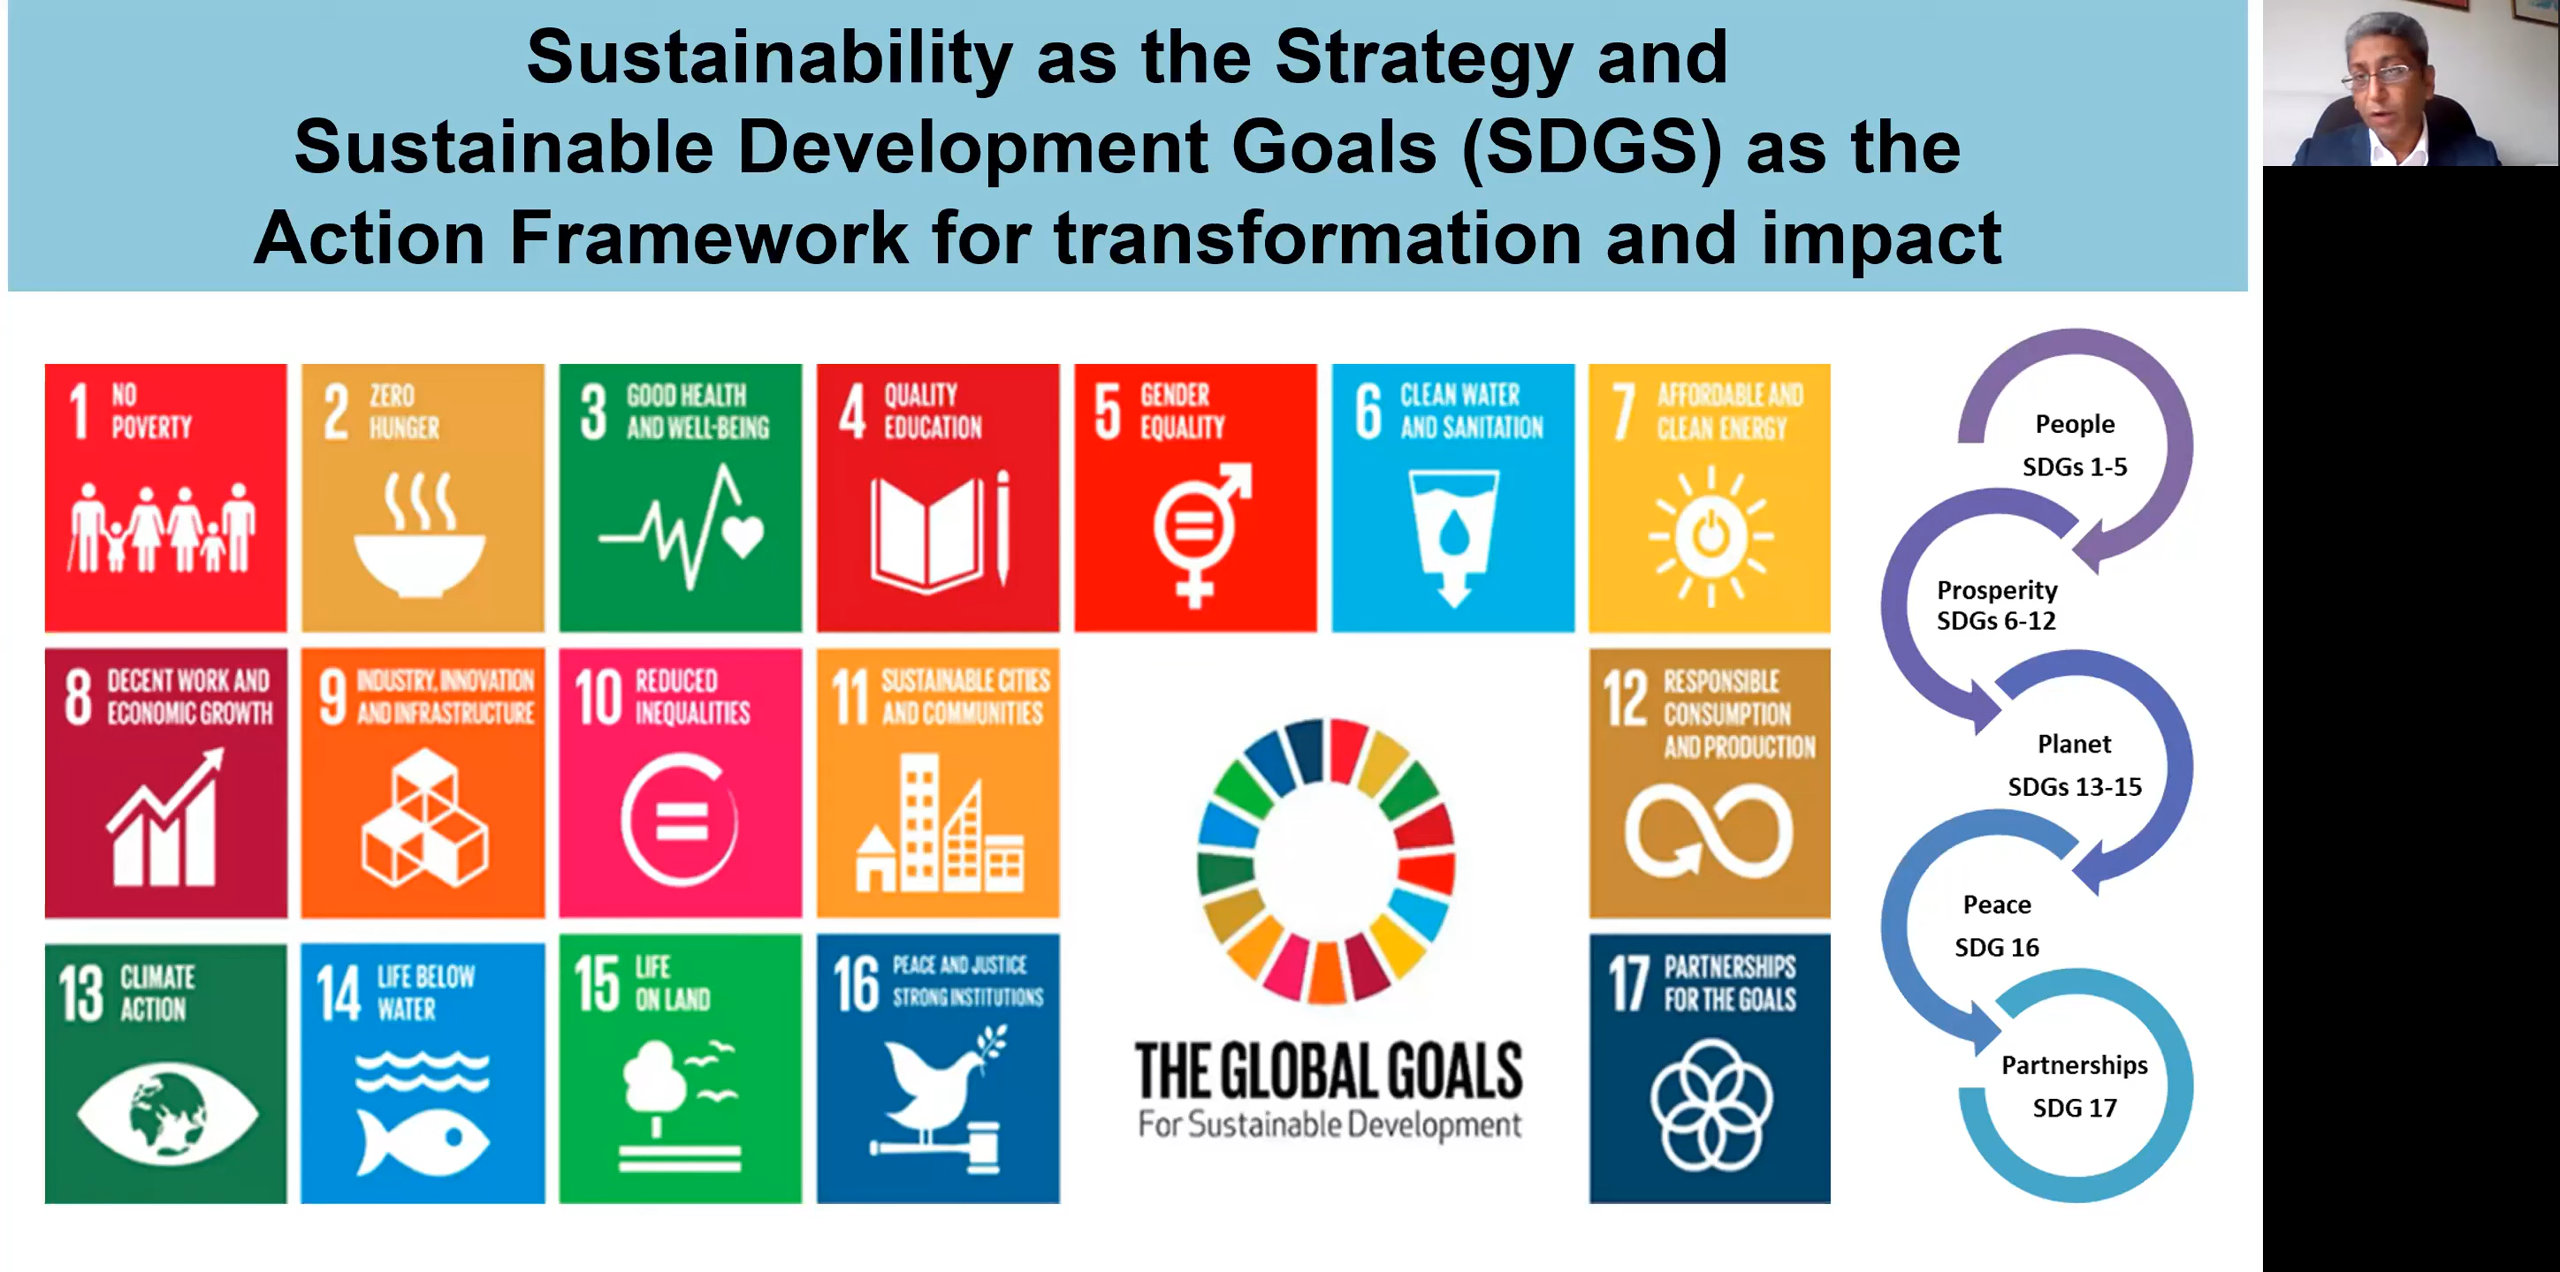 Sustainability as the Strategy and
Sustainable Development Goals (SDGS) as the
Action Framework for transformation and impact
1 NO
POVERTY
2 ZERO
HUNGER
3 GOOD HEALTH
AND WELL-BEING
4 QUALITY
EDUCATION
5 GENDER
EQUALITY
6 CLEAN WATER
AND SANITATION
7 AFFORDABLE AND
CLEAN ENERGY
8 DECENT WORK AND
ECONOMIC GROWTH
9 INDUSTRY, INNOVATION
AND INFRASTRUCTURE
10 REDUCED
INEQUALITIES
11 SUSTAINABLE CITIES
AND COMMUNITIES
12 RESPONSIBLE
CONSUMPTION
AND PRODUCTION
13 CLIMATE
ACTION
14 LIFE BELOW
WATER
15 LIFE
ON LAND
16 PEACE AND JUSTICE
STRONG INSTITUTIONS
THE GLOBAL GOALS
For Sustainable Development
17 PARTNERSHIPS
FOR THE GOALS
People
SDGs 1-5
Prosperity
SDGs 6-12
Planet
SDGs 13-15
Peace
SDG 16
Partnerships
SDG 17